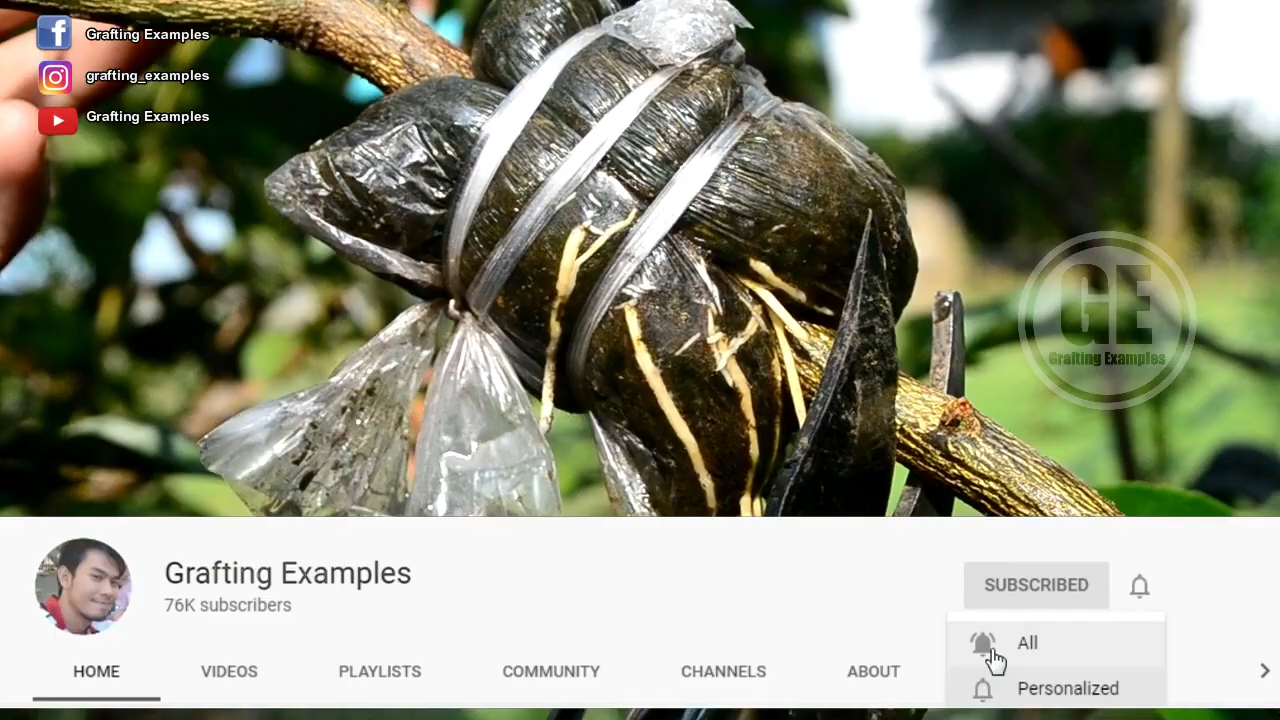 Grafting Examples
grafting_examples
Grafting Examples
GE
Grafting Examples
Grafting Examples
76K subscribers
SUBSCRIBED
All
Personalized
HOME VIDEOS PLAYLISTS COMMUNITY CHANNELS ABOUT